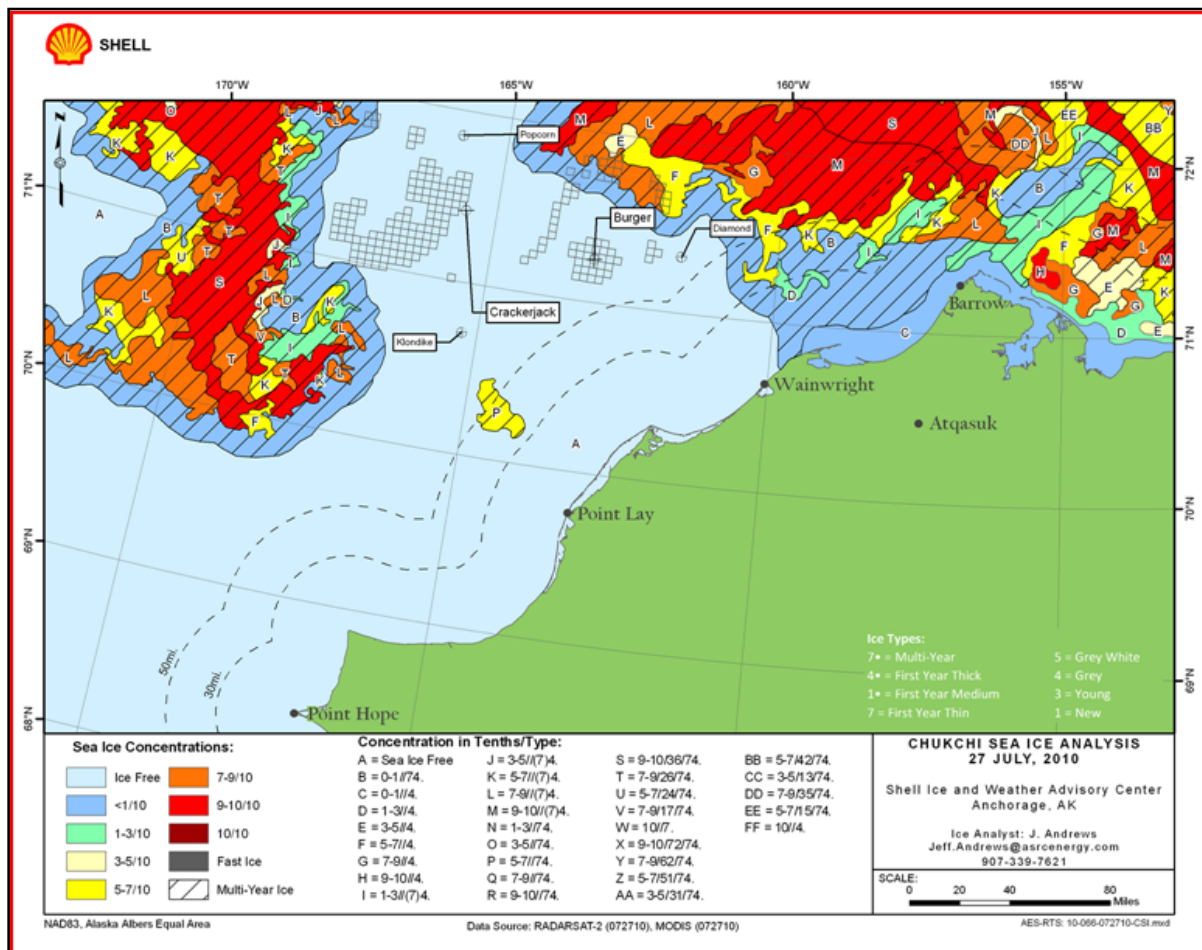 SHELL
170°W
165°W
160°W
155°W
71°N
70°N
69°N
68°N
72°N
71°N
70°N
69°N
Popcorn
Burger
Diamond
Crackerjack
Klondike
Barrow
Wainwright
Atqasuk
Point Lay
Point Hope
50mi.
30mi.
Ice Types:
7• = Multi-Year
4• = First Year Thick
1• = First Year Medium
7 = First Year Thin
5 = Grey White
4 = Grey
3 = Young
1 = New
Sea Ice Concentrations:
Ice Free
<1/10
1-3/10
3-5/10
5-7/10
7-9/10
9-10/10
10/10
Fast Ice
Multi-Year Ice
Concentration in Tenths/Type:
A = Sea Ice Free
B = 0-1//74.
C = 0-1//4.
D = 1-3//4.
E = 3-5//4.
F = 5-7//4.
G = 7-9//4.
H = 9-10//4.
I = 1-3//(7)4.
J = 3-5//(7)4.
K = 5-7//(7)4.
L = 7-9//(7)4.
M = 9-10//(7)4.
N = 1-3//74.
O = 3-5//74.
P = 5-7//74.
Q = 7-9//74.
R = 9-10//74.
S = 9-10/36/74.
T = 7-9/26/74.
U = 5-7/24/74.
V = 7-9/17/74.
W = 10//7.
X = 9-10/72/74.
Y = 7-9/62/74.
Z = 5-7/51/74.
AA = 3-5/31/74.
BB = 5-7/42/74.
CC = 3-5/13/74.
DD = 7-9/35/74.
EE = 5-7/15/74.
FF = 10//4.
CHUKCHI SEA ICE ANALYSIS
27 JULY, 2010
Shell Ice and Weather Advisory Center
Anchorage, AK
Ice Analyst: J. Andrews
Jeff.Andrews@asrcenergy.com
907-339-7621
SCALE:
0 20 40 80
Miles
NAD83, Alaska Albers Equal Area
Data Source: RADARSAT-2 (072710), MODIS (072710)
AES-RTS: 10-066-072710-CSI.mxd